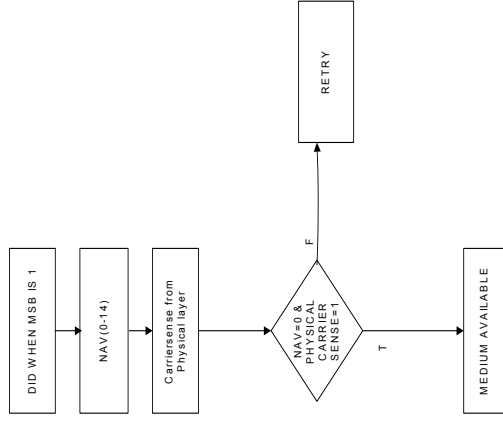 DID WHEN MSB IS 1
NAV(0-14)
Carriersense from
Physical layer
NAV=0 &
PHYSICAL
CARRIER
SENSE=1
F
RETRY
T
MEDIUM AVAILABLE